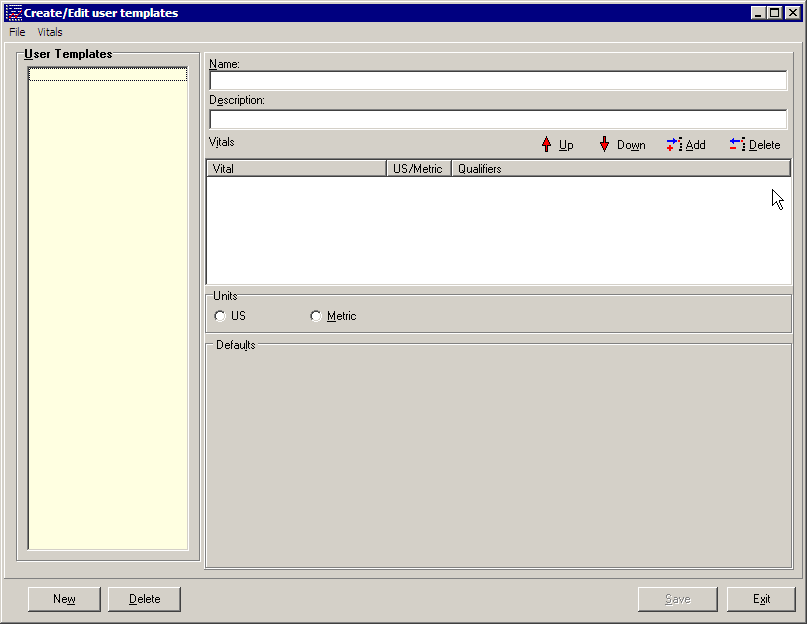 Create/Edit user templates
File Vitals
User Templates
Name:
Description:
Vitals Up Down Add Delete
Vital US/Metric Qualifiers
Units
US Metric
Defaults
New Delete Save Exit